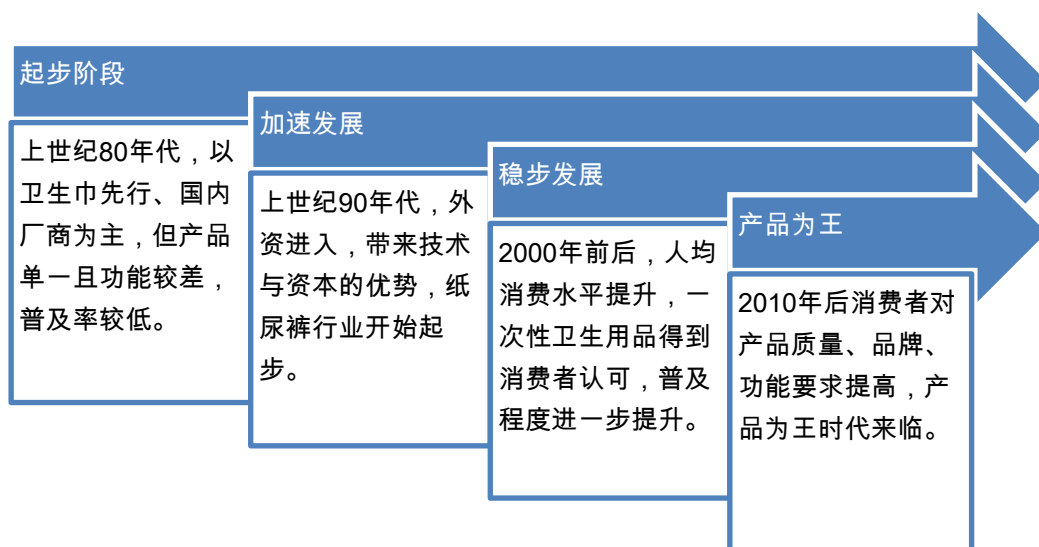 起步阶段
上世纪80年代，以
卫生巾先行、国内
厂商为主，但产品
单一且功能较差，
普及率较低。
加速发展
上世纪90年代，外
资进入，带来技术
与资本的优势，纸
尿裤行业开始起
步。
稳步发展
2000年前后，人均
消费水平提升，一
次性卫生用品得到
消费者认可，普及
程度进一步提升。
产品为王
2010年后消费者对
产品质量、品牌、
功能要求提高，产
品为王时代来临。